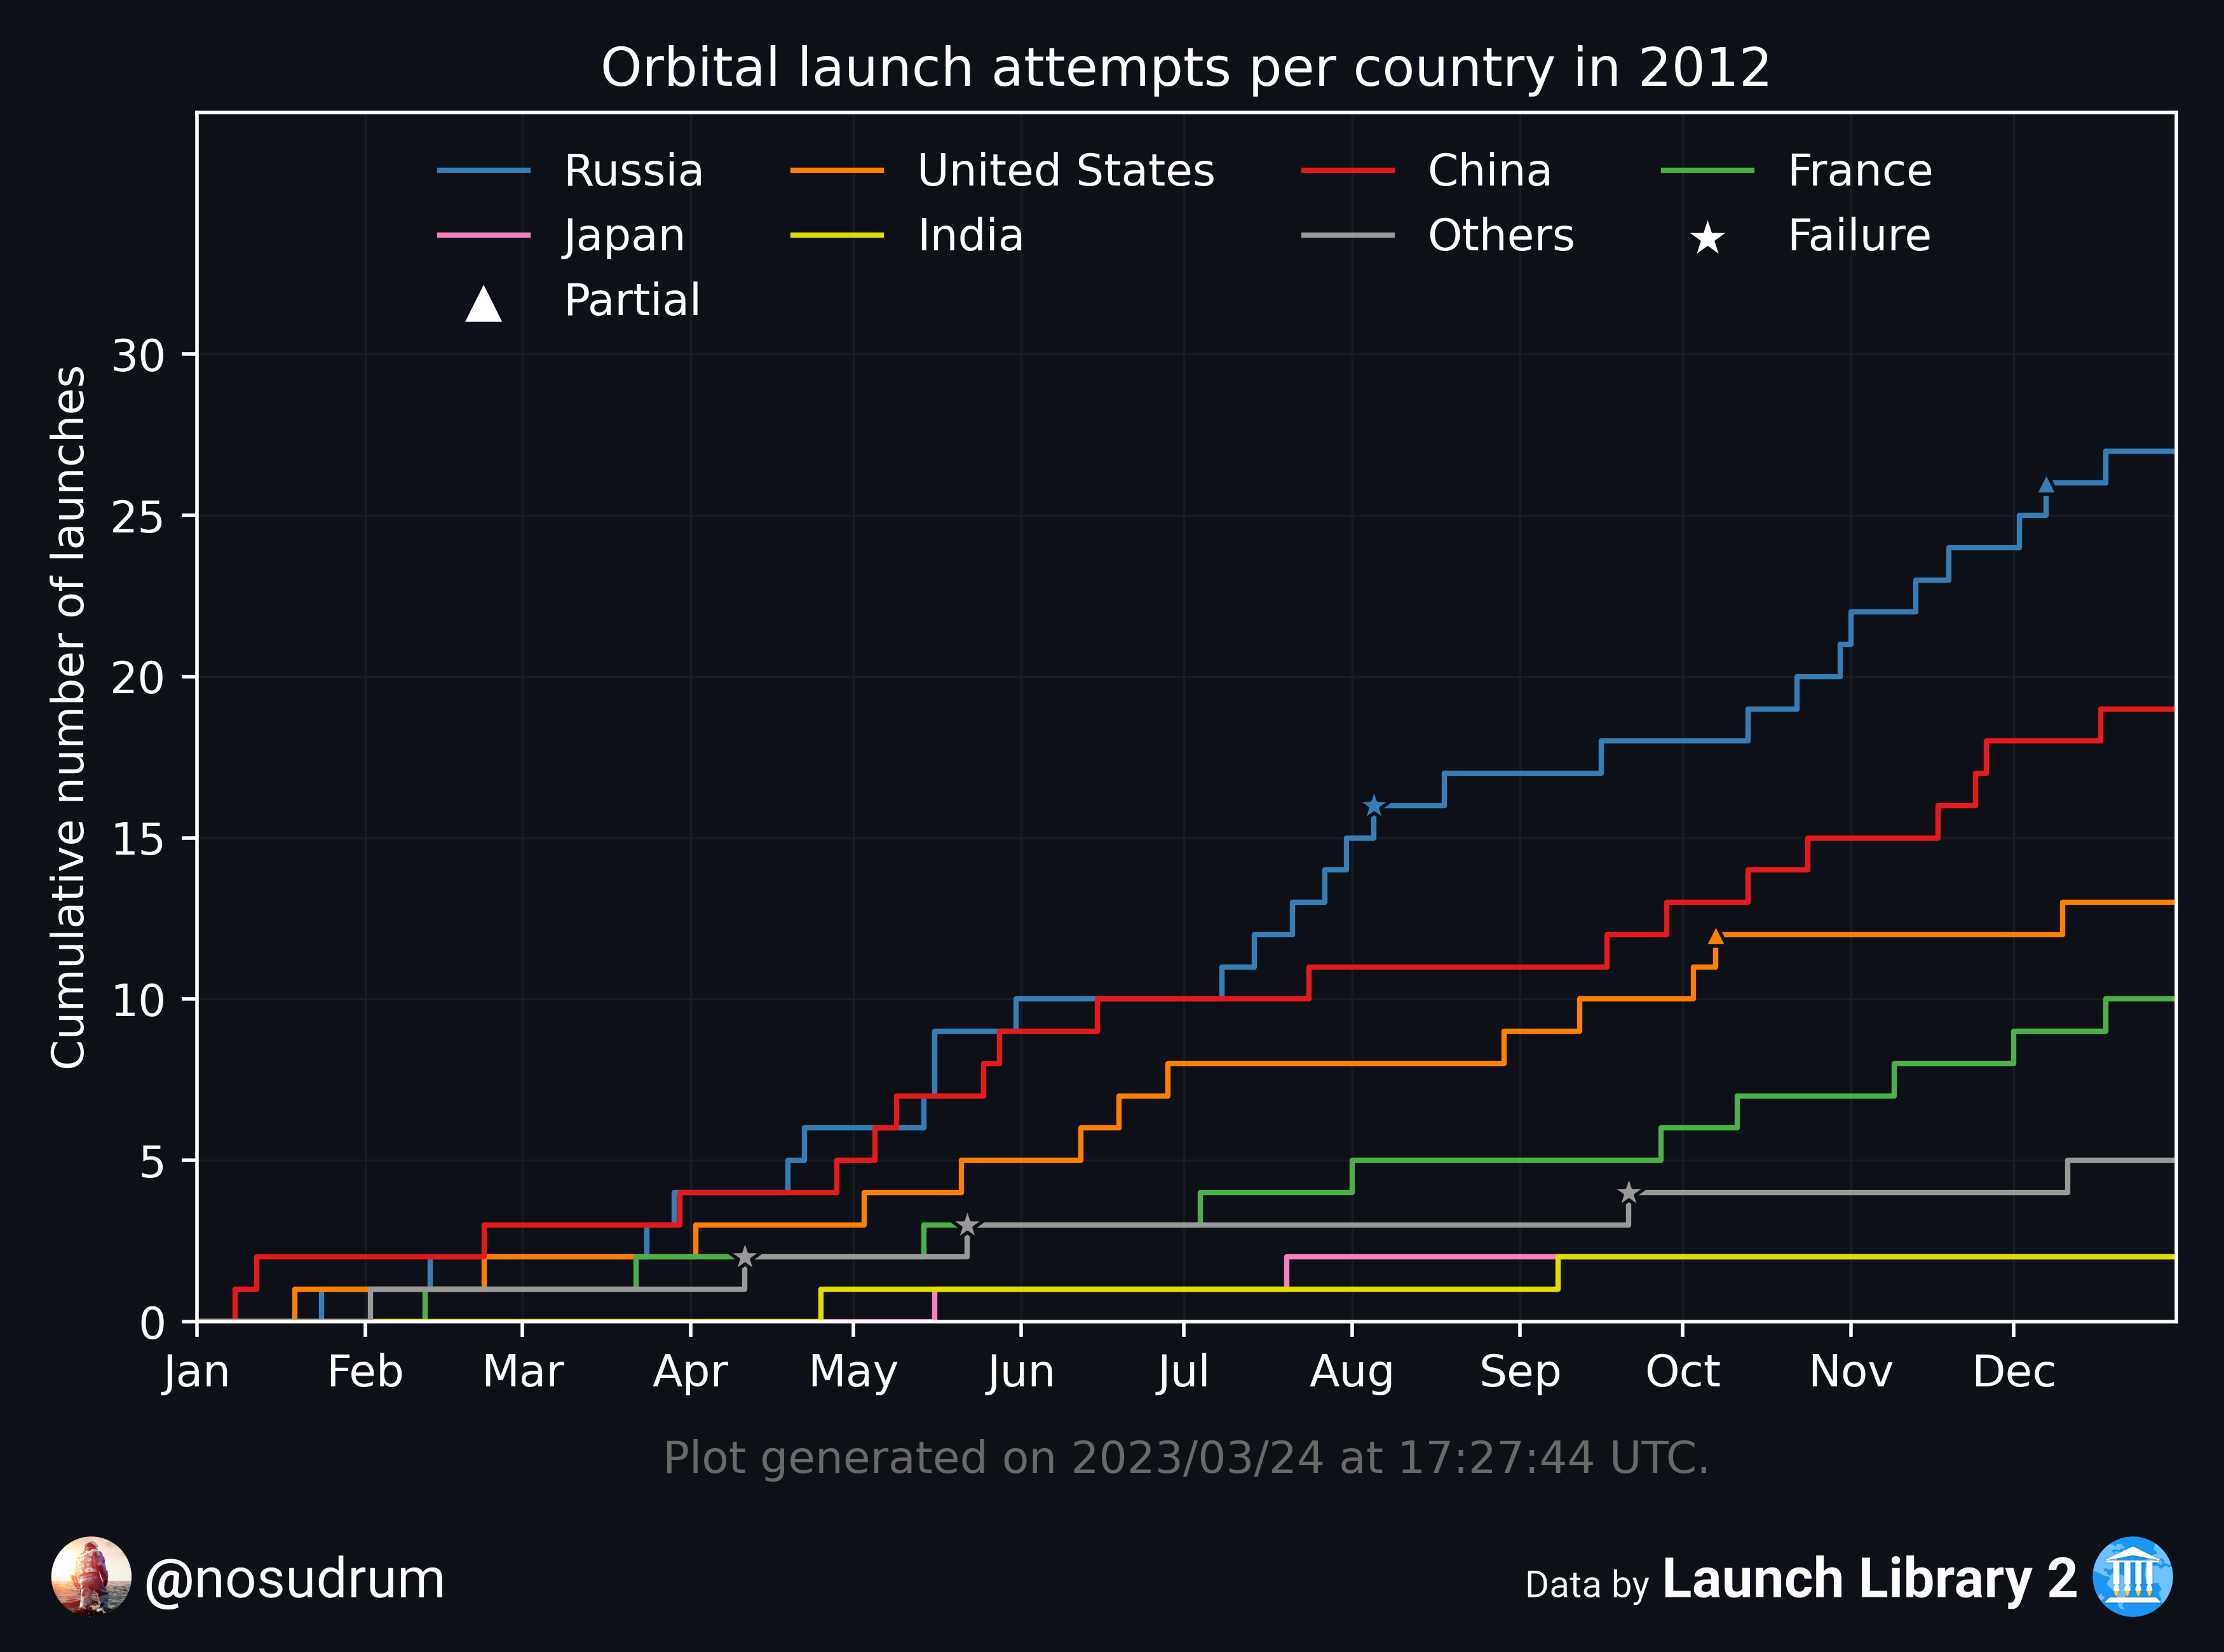 Orbital launch attempts per country in 2012
Russia United States China France
Japan India Others Failure
Partial
Cumulative number of launches
30
25
20
15
10
5
0
Jan Feb Mar Apr May Jun Jul Aug Sep Oct Nov Dec
Plot generated on 2023/03/24 at 17:27:44 UTC.
@nosudrum
Data by Launch Library 2